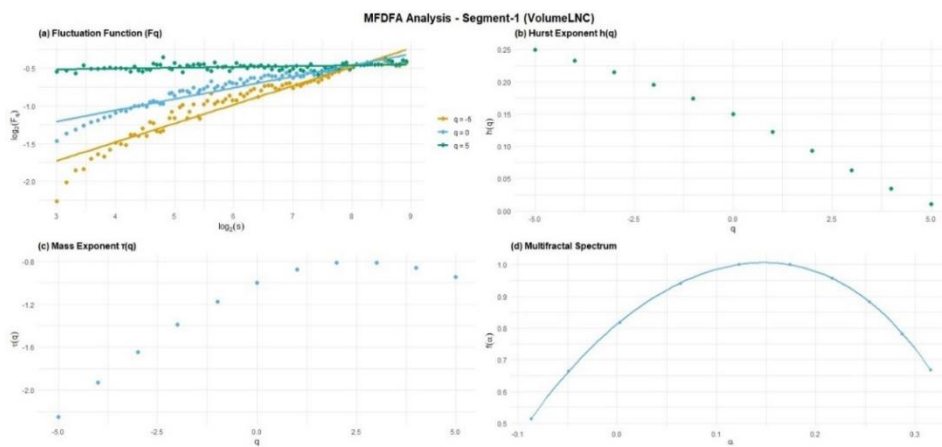 MFDFA Analysis - Segment-1 (VolumeLNC)
(a) Fluctuation Function (Fq)
log₂(Fq)
-0.5
-1.0
-1.5
-2.0
3 4 5 6 7 8 9
log₂(s)
q = -5
q = 0
q = 5
(b) Hurst Exponent h(q)
h(q)
0.25
0.20
0.15
0.10
0.05
0.00
-5.0 -2.5 0.0 2.5 5.0
q
(c) Mass Exponent τ(q)
τ(q)
-0.8
-1.2
-1.6
-2.0
-5.0 -2.5 0.0 2.5 5.0
q
(d) Multifractal Spectrum
f(α)
1.0
0.9
0.8
0.7
0.6
0.5
-0.1 0.0 0.1 0.2 0.3
α